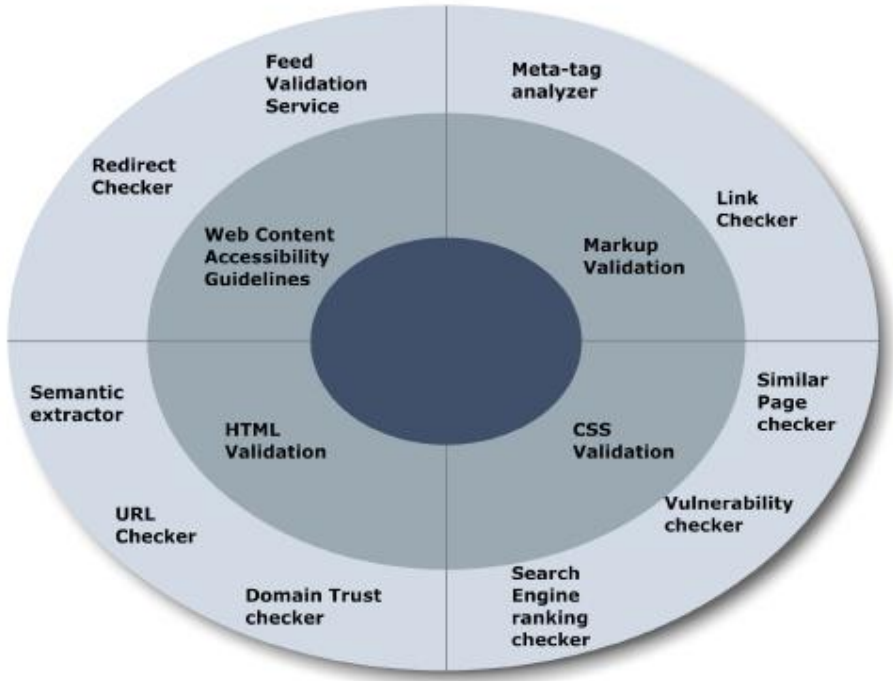 Feed
Validation
Service
Meta-tag
analyzer
Redirect
Checker
Link
Checker
Web Content
Accessibility
Guidelines
Markup
Validation
Semantic
extractor
Similar
Page
checker
HTML
Validation
CSS
Validation
URL
Checker
Vulnerability
checker
Domain Trust
checker
Search
Engine
ranking
checker